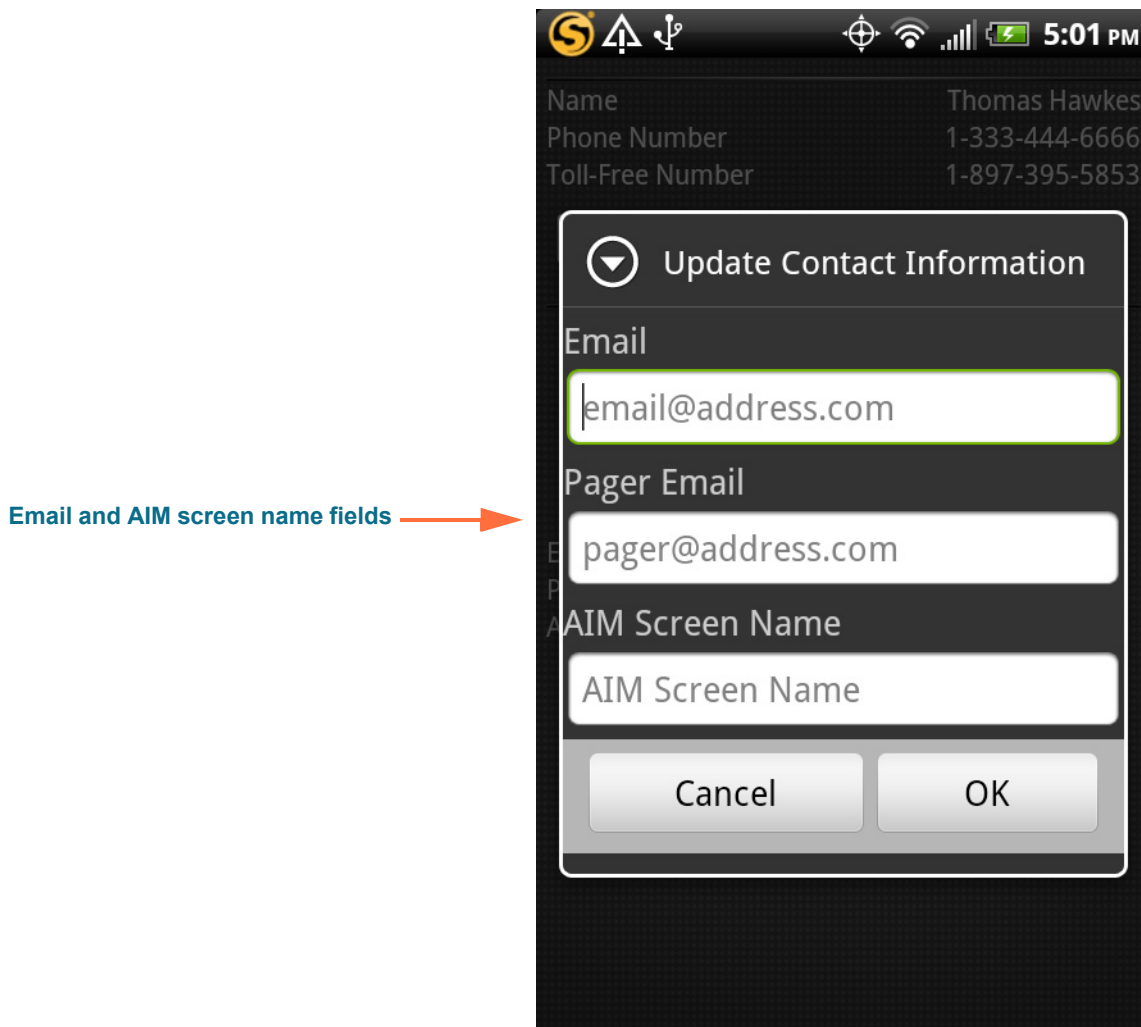 5:01 PM
Name Thomas Hawkes
Phone Number 1-333-444-6666
Toll-Free Number 1-897-395-5853
Update Contact Information
Email
email@address.com
Pager Email
Email and AIM screen name fields
pager@address.com
E
P
A
AIM Screen Name
AIM Screen Name
Cancel OK